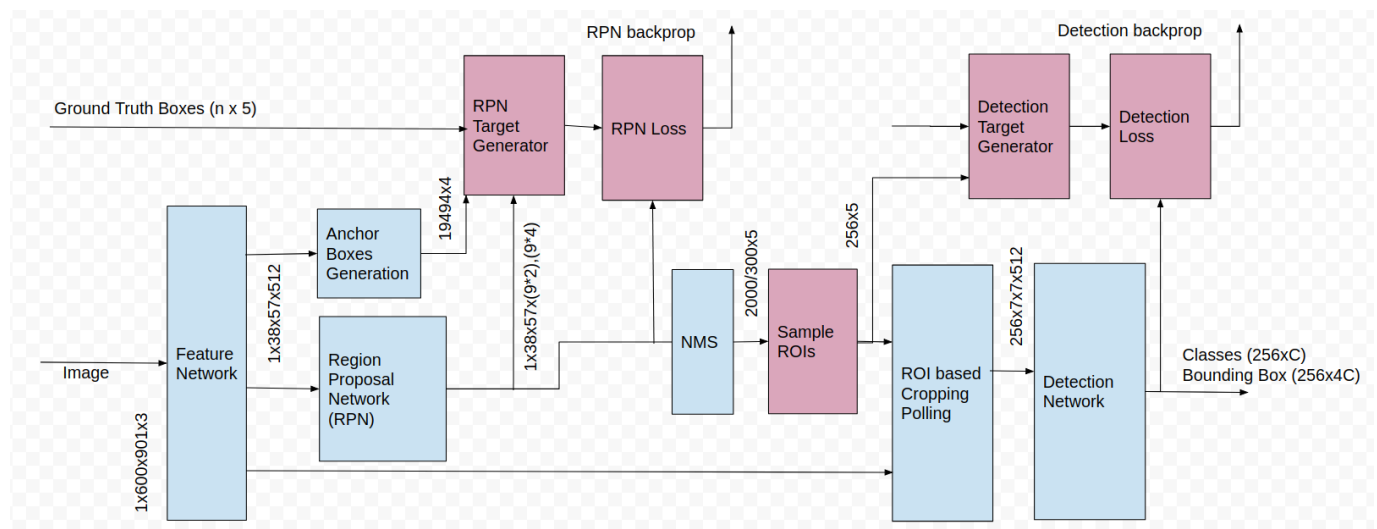 RPN backprop
Detection backprop
Ground Truth Boxes (n x 5)
RPN
Target
Generator
RPN Loss
Detection
Target
Generator
Detection
Loss
19494x4
256x5
Anchor
Boxes
Generation
1x38x57x512
1x38x57x(9*2),(9*4)
2000/300x5
256x7x7x512
Image
Feature
Network
Region
Proposal
Network
(RPN)
NMS
Sample
ROIs
ROI based
Cropping
Polling
Detection
Network
Classes (256xC)
Bounding Box (256x4C)
1x600x901x3